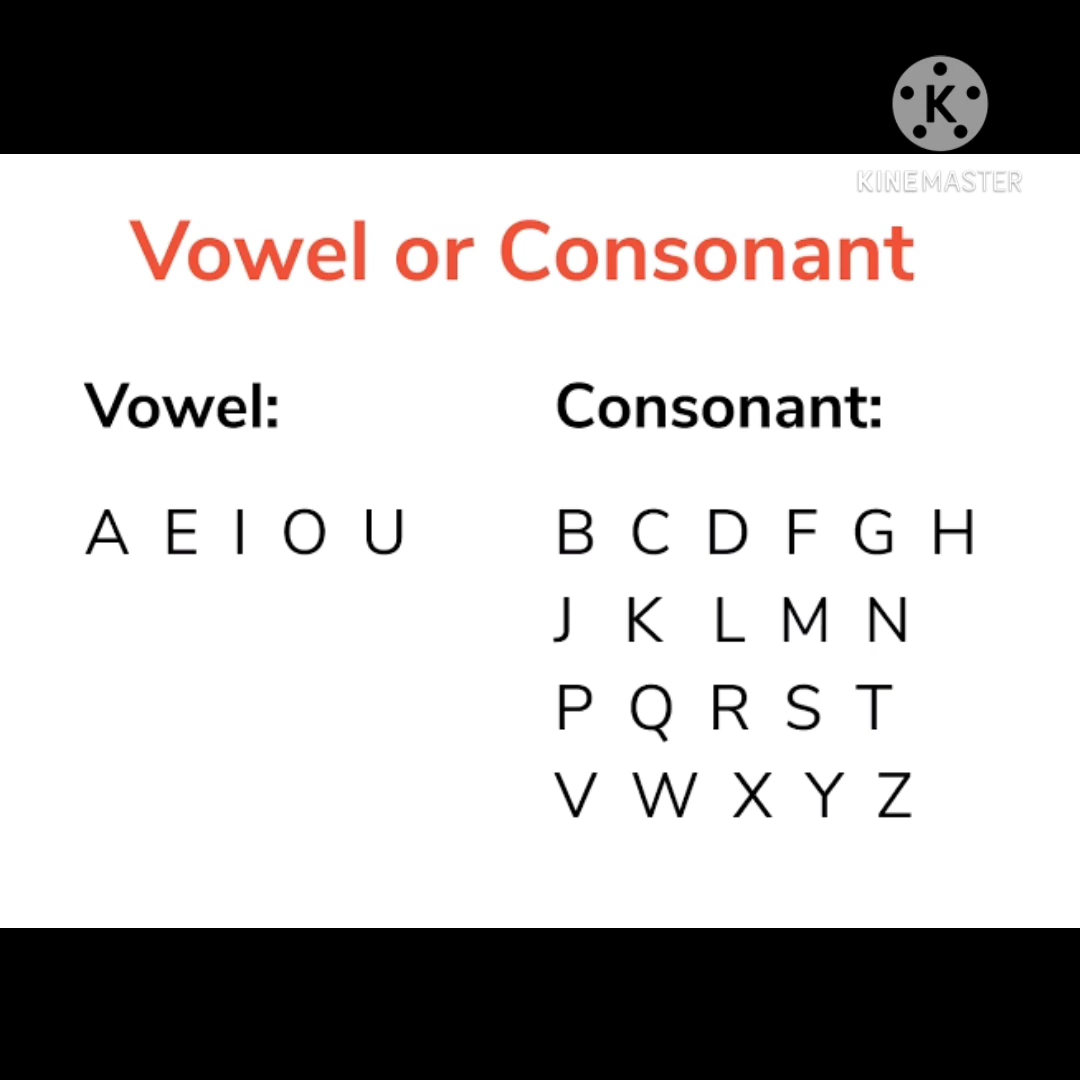 K
KINEMASTER
Vowel or Consonant
Vowel:
A E I O U
Consonant:
B C D F G H
J K L M N
P Q R S T
V W X Y Z